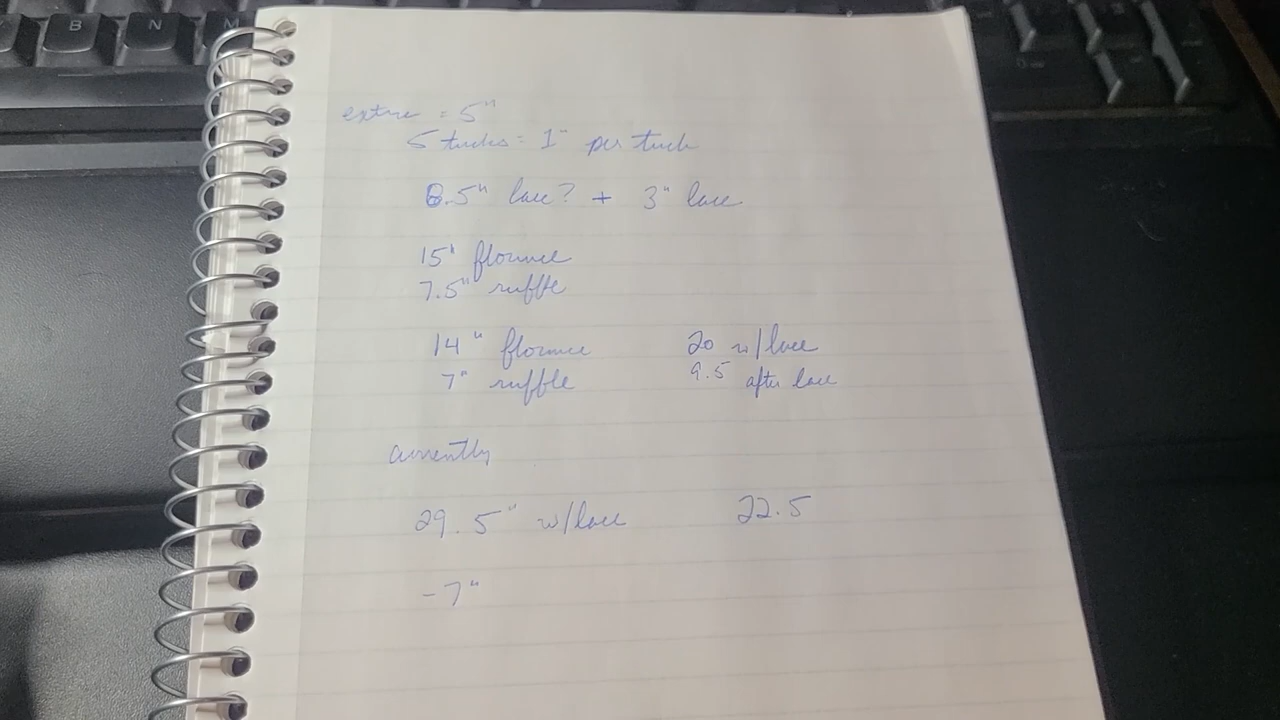 B N M
extra = 5"
5 tucks = 1" per tuck
6.5" lace? + 3" lace
15" flounce
7.5" ruffle
14" flounce 20 w/lace
7" ruffle 9.5 after lace
currently
29.5" w/lace 22.5
-7"